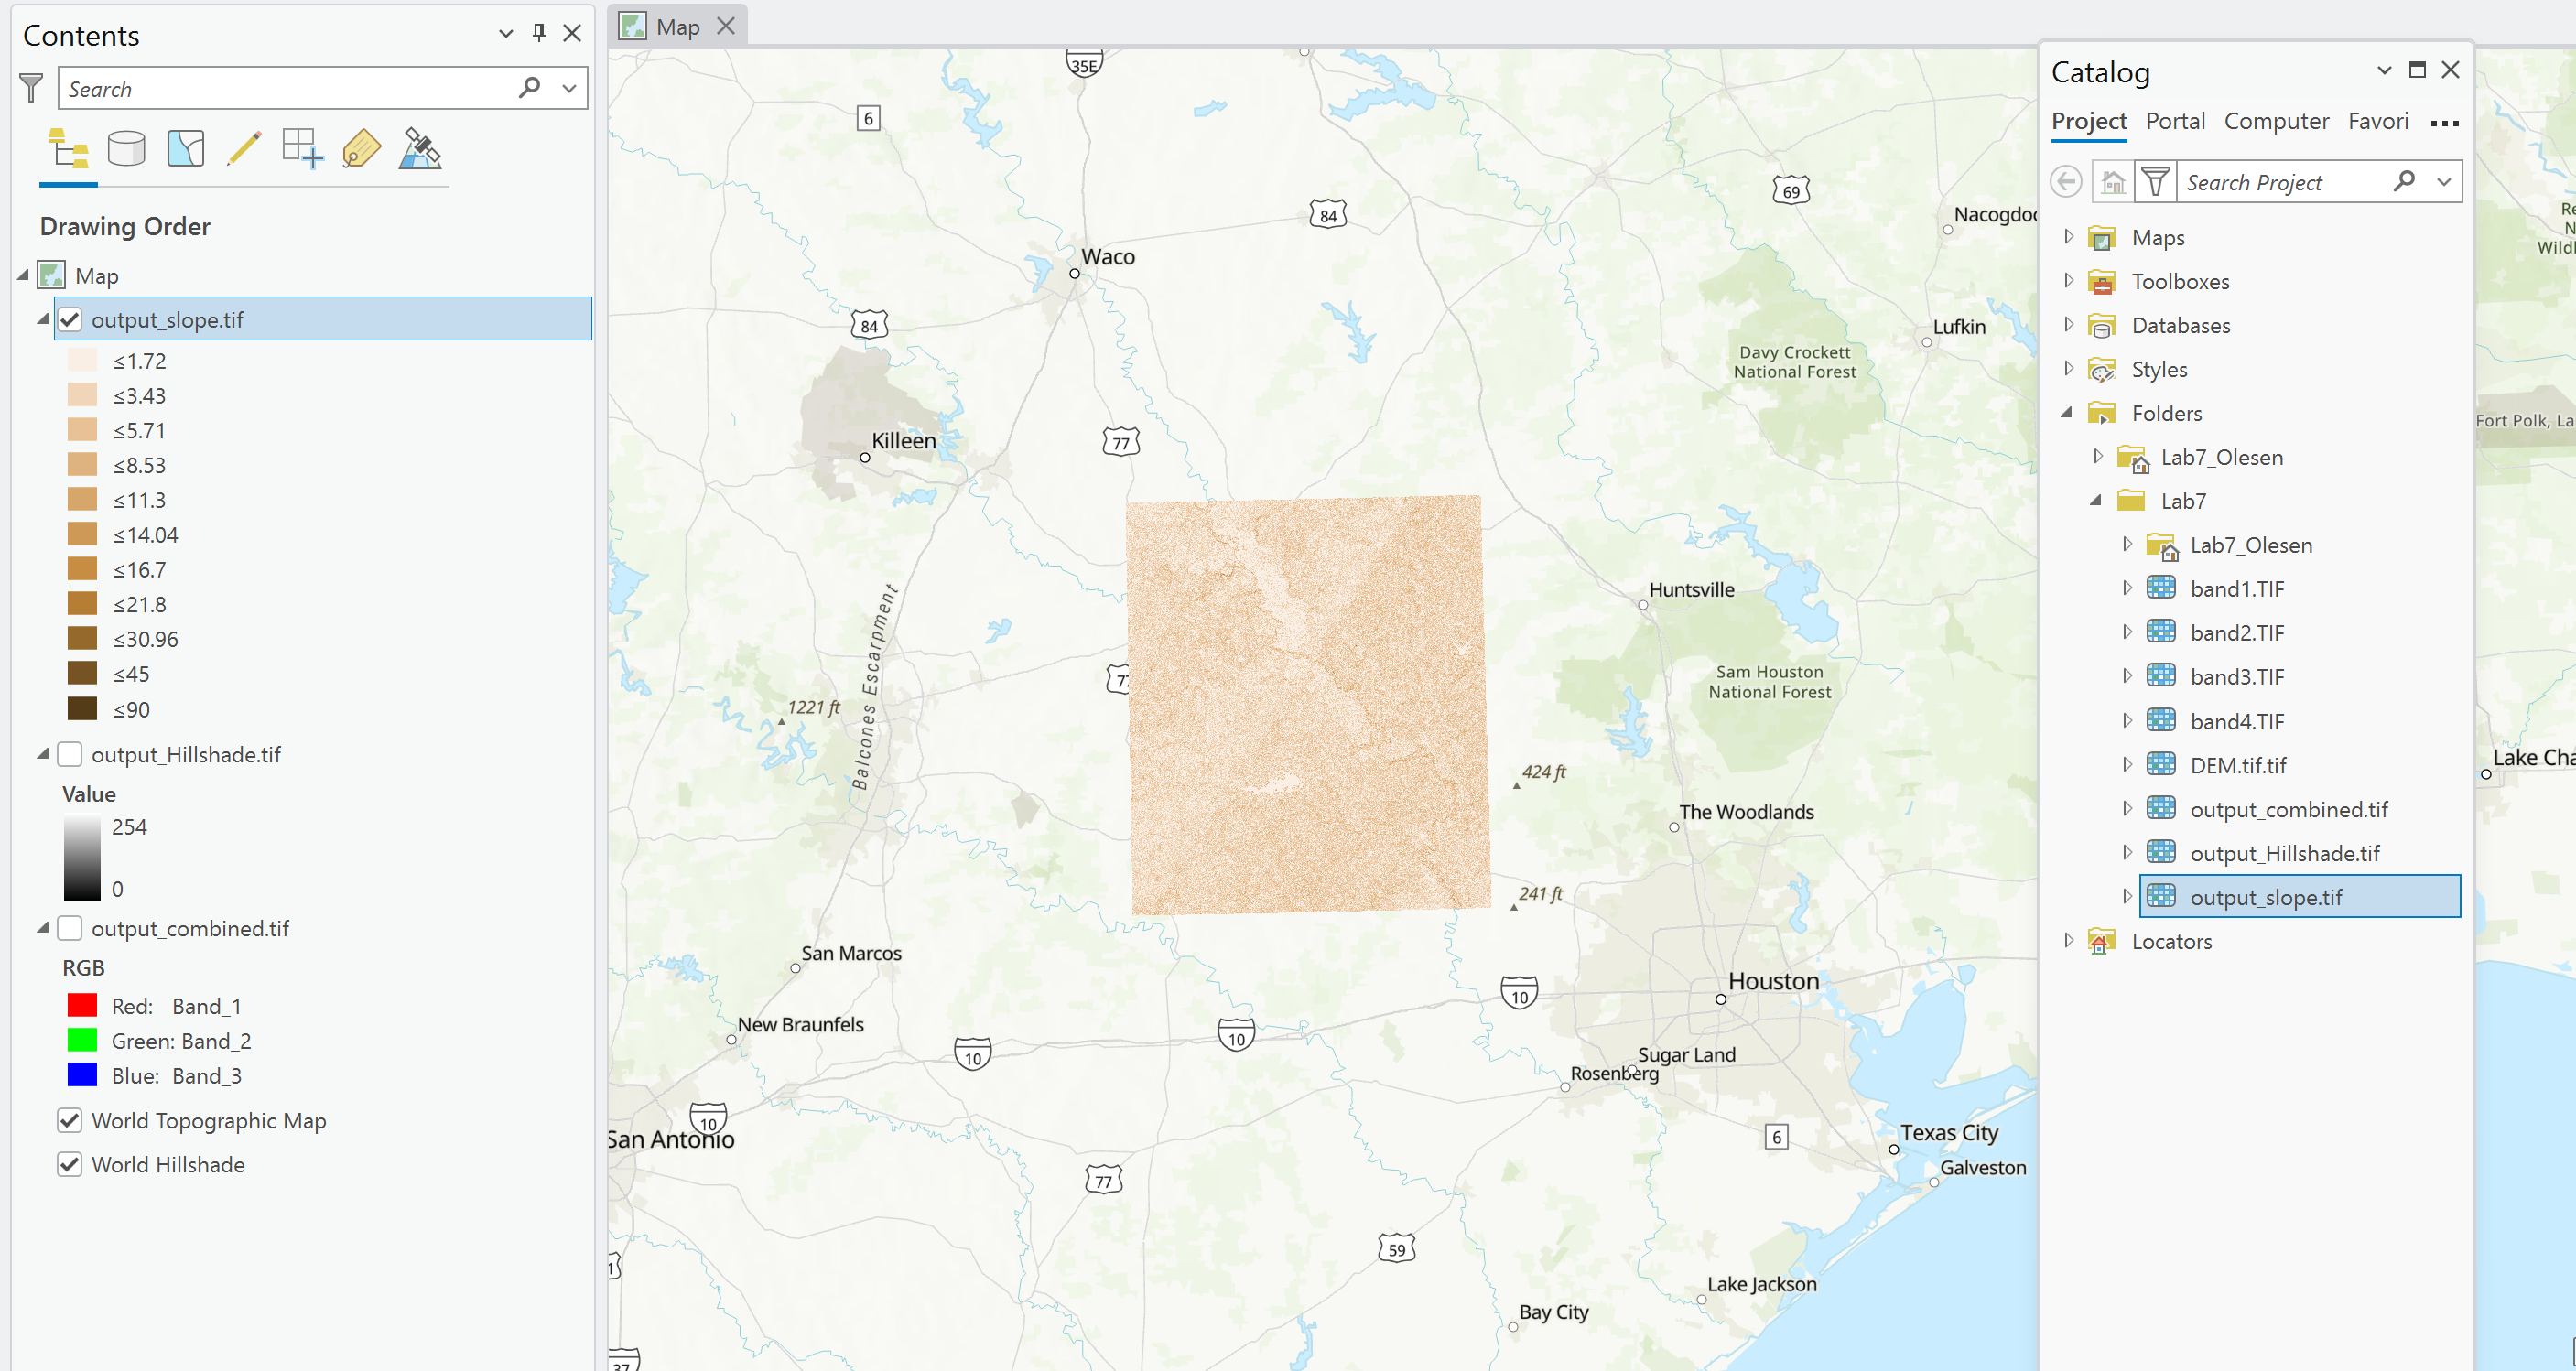 Contents
Search
Drawing Order
Map
output_slope.tif
≤1.72
≤3.43
≤5.71
≤8.53
≤11.3
≤14.04
≤16.7
≤21.8
≤30.96
≤45
≤90
output_Hillshade.tif
Value
254
0
output_combined.tif
RGB
Red: Band_1
Green: Band_2
Blue: Band_3
World Topographic Map
World Hillshade
Map
35E
6
69
84
Nacogdoc
Waco
84
Lufkin
Davy Crockett
National Forest
Killeen
77
Huntsville
Balcones Escarpment
77
Sam Houston
National Forest
1221 ft
424 ft
The Woodlands
241 ft
San Marcos
Houston
10
New Braunfels
10
10
Sugar Land
Rosenberg
10
San Antonio
6
Texas City
Galveston
77
59
1
Lake Jackson
Bay City
37
Catalog
Project Portal Computer Favori
Search Project
Maps
Toolboxes
Databases
Styles
Folders
Lab7_Olesen
Lab7
Lab7_Olesen
band1.TIF
band2.TIF
band3.TIF
band4.TIF
DEM.tif.tif
output_combined.tif
output_Hillshade.tif
output_slope.tif
Locators
Re
N
Wildl
Fort Polk, La
Lake Cha